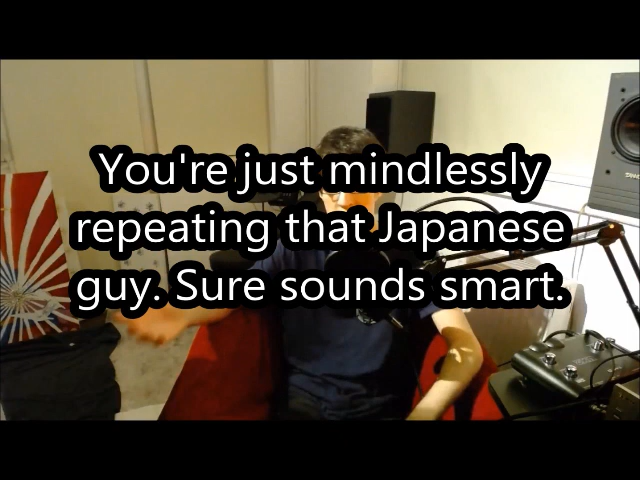 You're just mindlessly
repeating that Japanese
guy. Sure sounds smart.